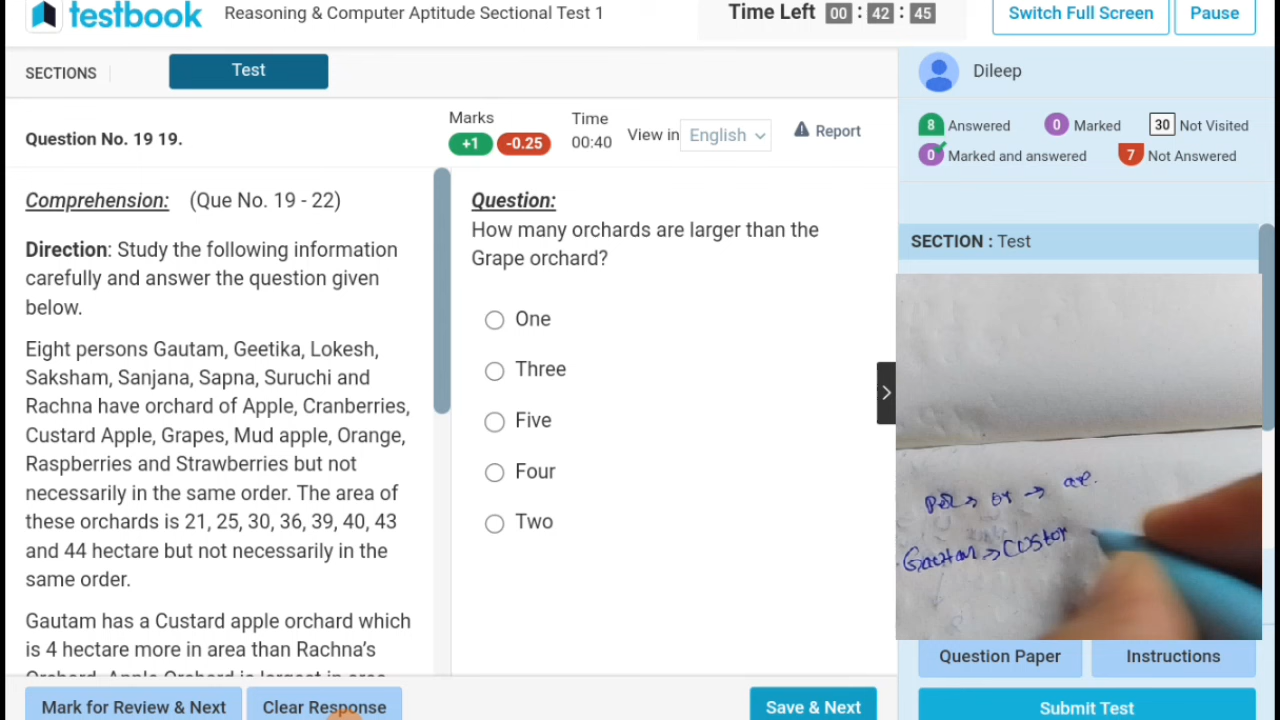 testbook
Reasoning & Computer Aptitude Sectional Test 1
Time Left 00 : 42 : 45
Switch Full Screen
Pause
SECTIONS
Test
Dileep
Question No. 19 19.
Marks
+1 -0.25
Time
00:40
View in English
Report
8 Answered
0 Marked
30 Not Visited
0 Marked and answered
7 Not Answered
SECTION : Test
Comprehension: (Que No. 19 - 22)
Direction: Study the following information
carefully and answer the question given
below.
Eight persons Gautam, Geetika, Lokesh,
Saksham, Sanjana, Sapna, Suruchi and
Rachna have orchard of Apple, Cranberries,
Custard Apple, Grapes, Mud apple, Orange,
Raspberries and Strawberries but not
necessarily in the same order. The area of
these orchards is 21, 25, 30, 36, 39, 40, 43
and 44 hectare but not necessarily in the
same order.
Gautam has a Custard apple orchard which
is 4 hectare more in area than Rachna's
Question:
How many orchards are larger than the
Grape orchard?
One
Three
Five
Four
Two
>
Question Paper
Instructions
Mark for Review & Next
Clear Response
Save & Next
Submit Test